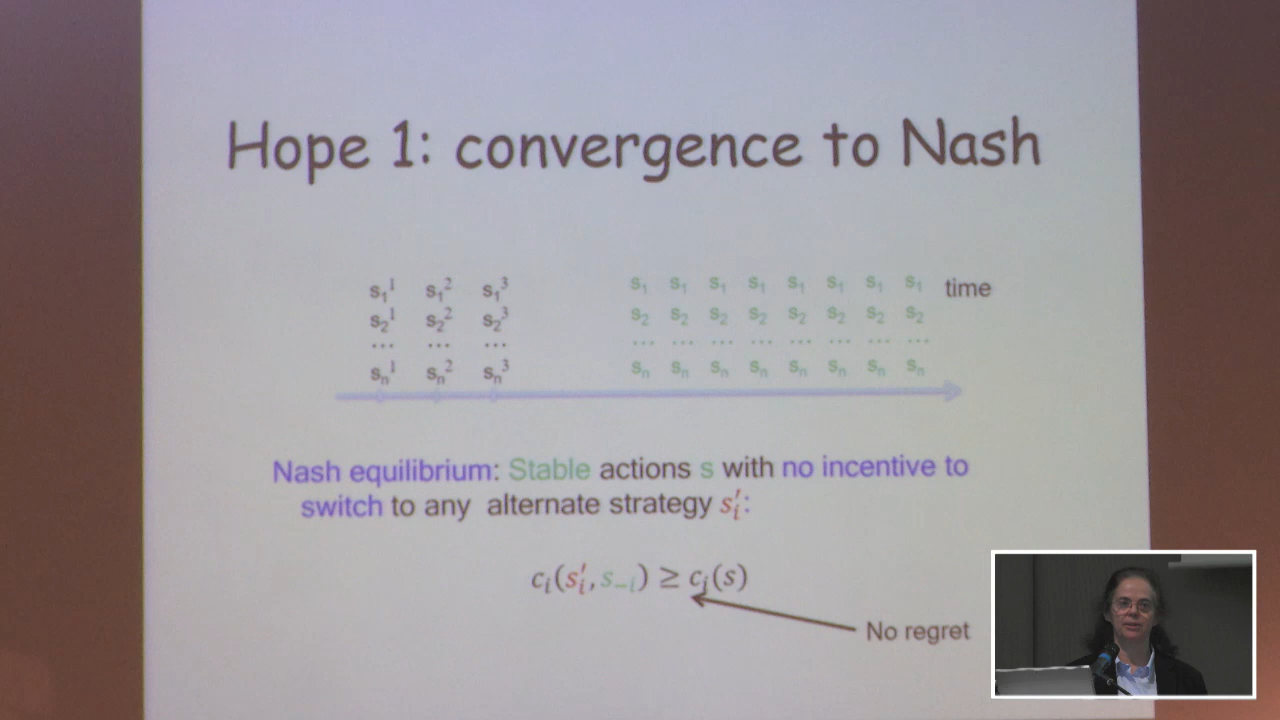 Hope 1: convergence to Nash
s₁¹ s₁² s₁³ s₁ s₁ s₁ s₁ s₁ s₁ s₁ s₁ time
s₂¹ s₂² s₂³ s₂ s₂ s₂ s₂ s₂ s₂ s₂ s₂
... ... ... ... ... ... ... ... ... ... ...
sₙ¹ sₙ² sₙ³ sₙ sₙ sₙ sₙ sₙ sₙ sₙ sₙ
Nash equilibrium: Stable actions s with no incentive to
switch to any alternate strategy s′ᵢ:
cᵢ(s′ᵢ, s₋ᵢ) ≥ cᵢ(s)
No regret